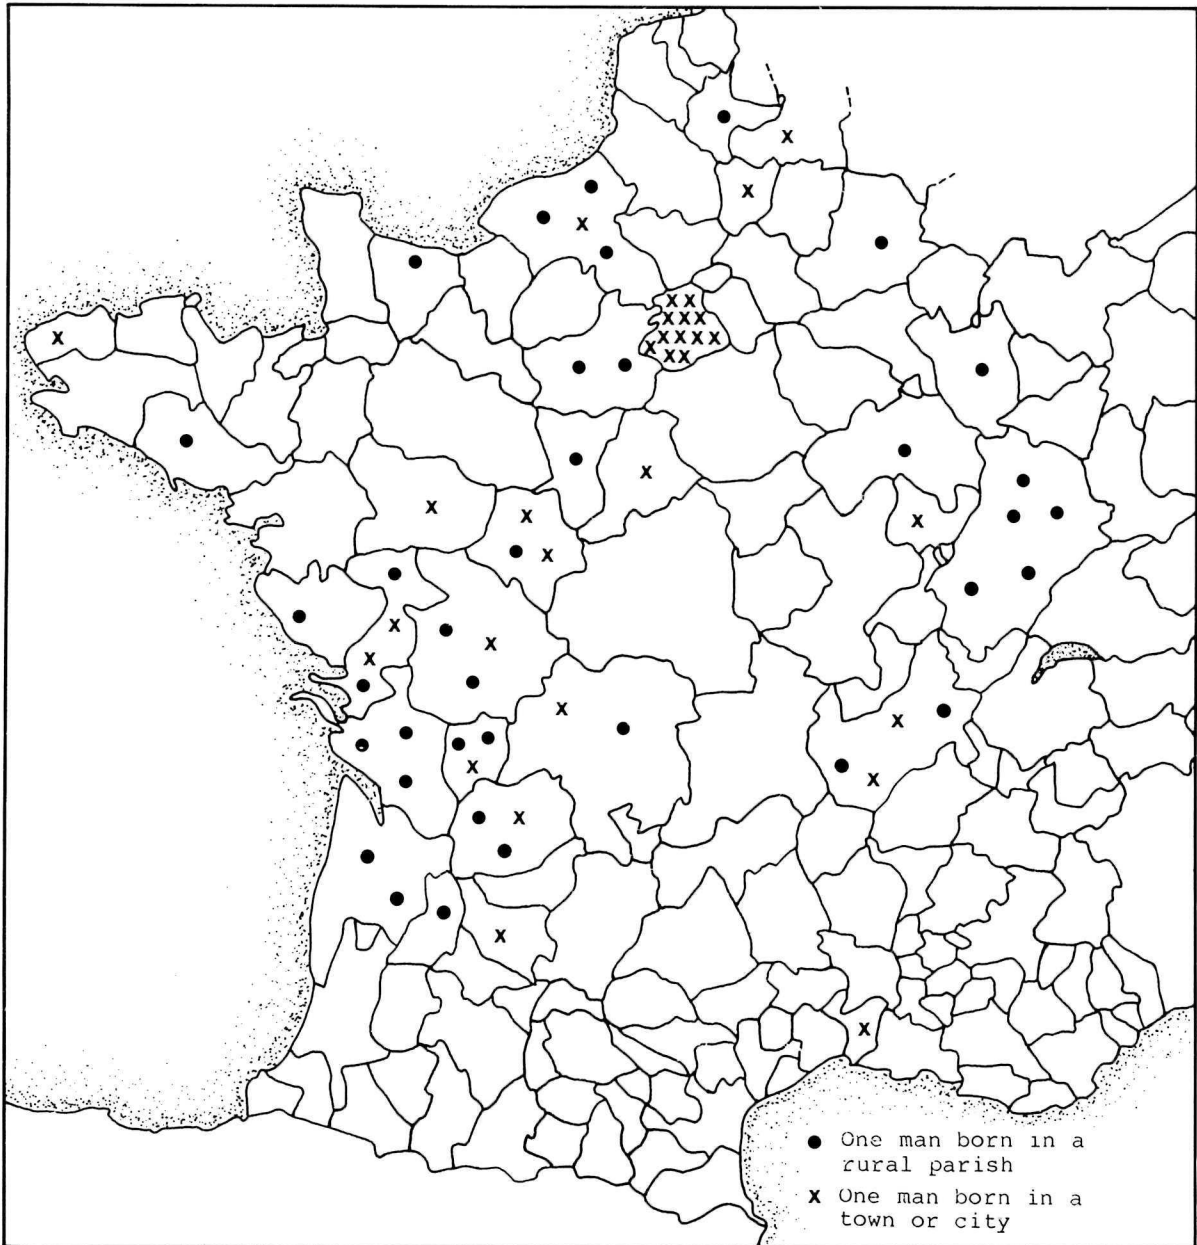 ● One man born in a
rural parish
X One man born in a
town or city